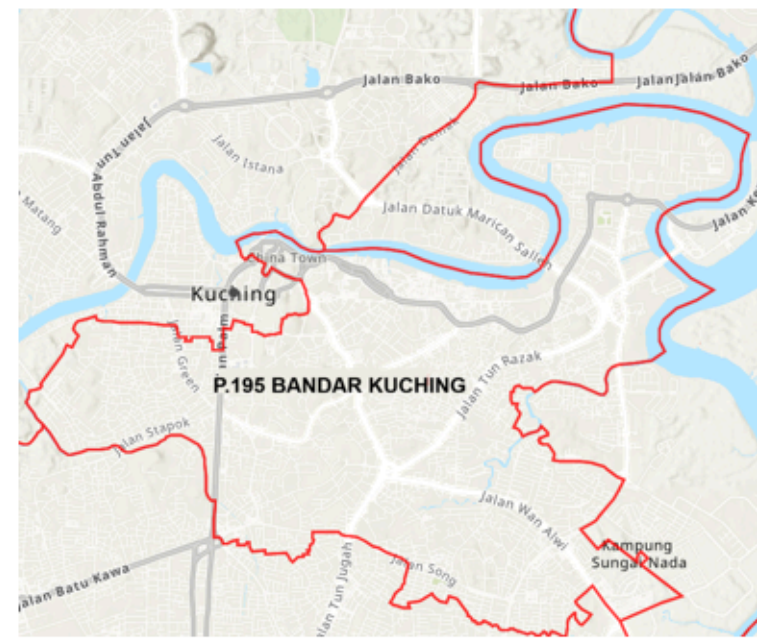 Jalan Bako
Jalan Bako
Jalan
Bako
Jalan Tun
Abdul Rahman
Jalan Istana
Matang
Jalan Datuk Marican Salleh
China Town
Kuching
Jalan Green
P.195 BANDAR KUCHING
Jalan Tun Razak
Jalan Stapok
Jalan Wan Alwi
Kampung
Sungai Nada
Jalan Song
Jalan Tun Jugah
Jalan Batu Kawa